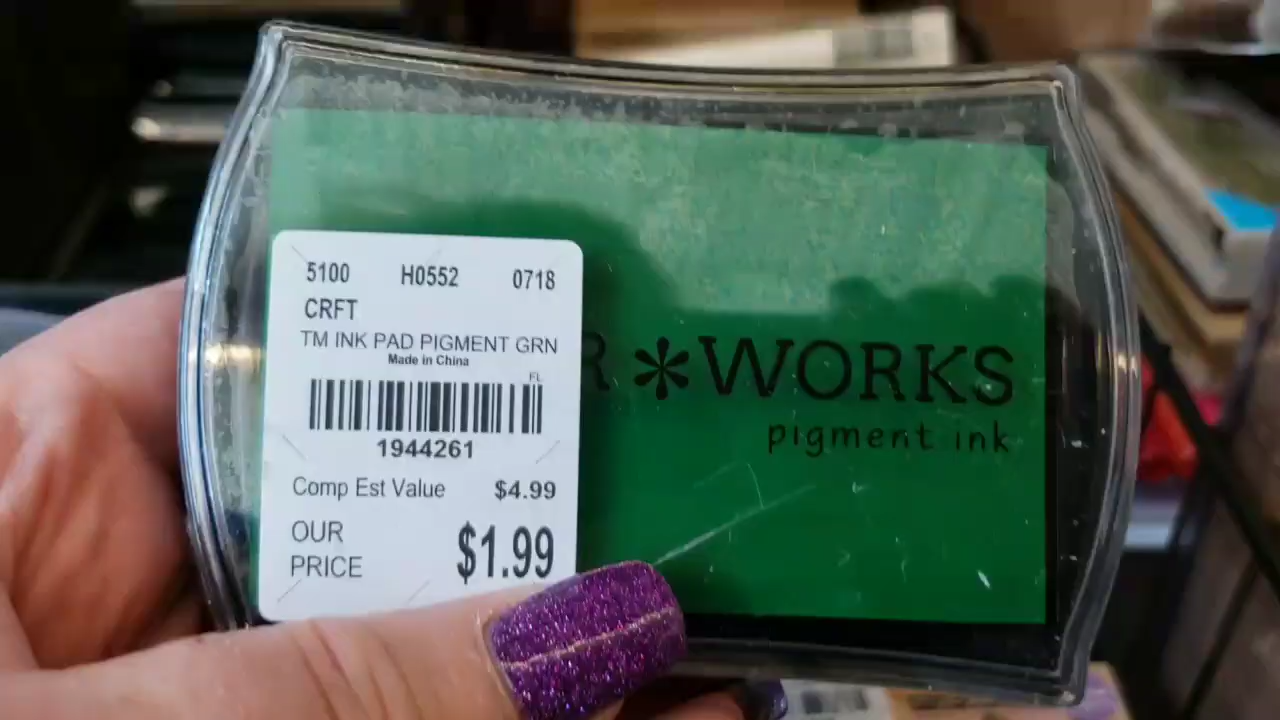 5100 H0552 0718
CRFT
TM INK PAD PIGMENT GRN
Made in China
FL
1944261
Comp Est Value $4.99
OUR
PRICE $1.99
R *WORKS
pigment ink